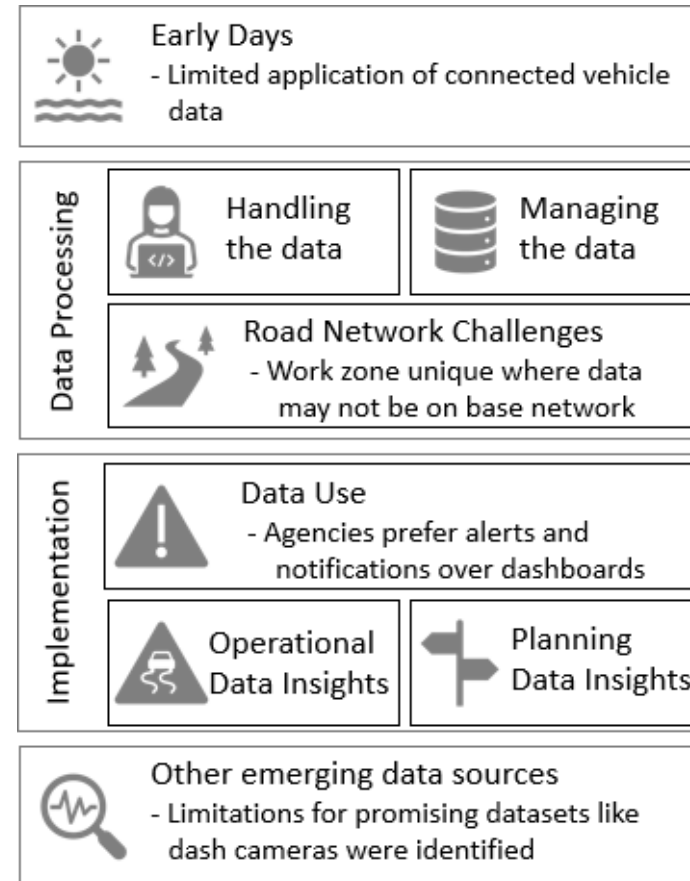 Early Days
- Limited application of connected vehicle
data
Data Processing
Handling
the data
</>
Managing
the data
Road Network Challenges
- Work zone unique where data
may not be on base network
Implementation
Data Use
- Agencies prefer alerts and
notifications over dashboards
!
Operational
Data Insights
Planning
Data Insights
Other emerging data sources
- Limitations for promising datasets like
dash cameras were identified